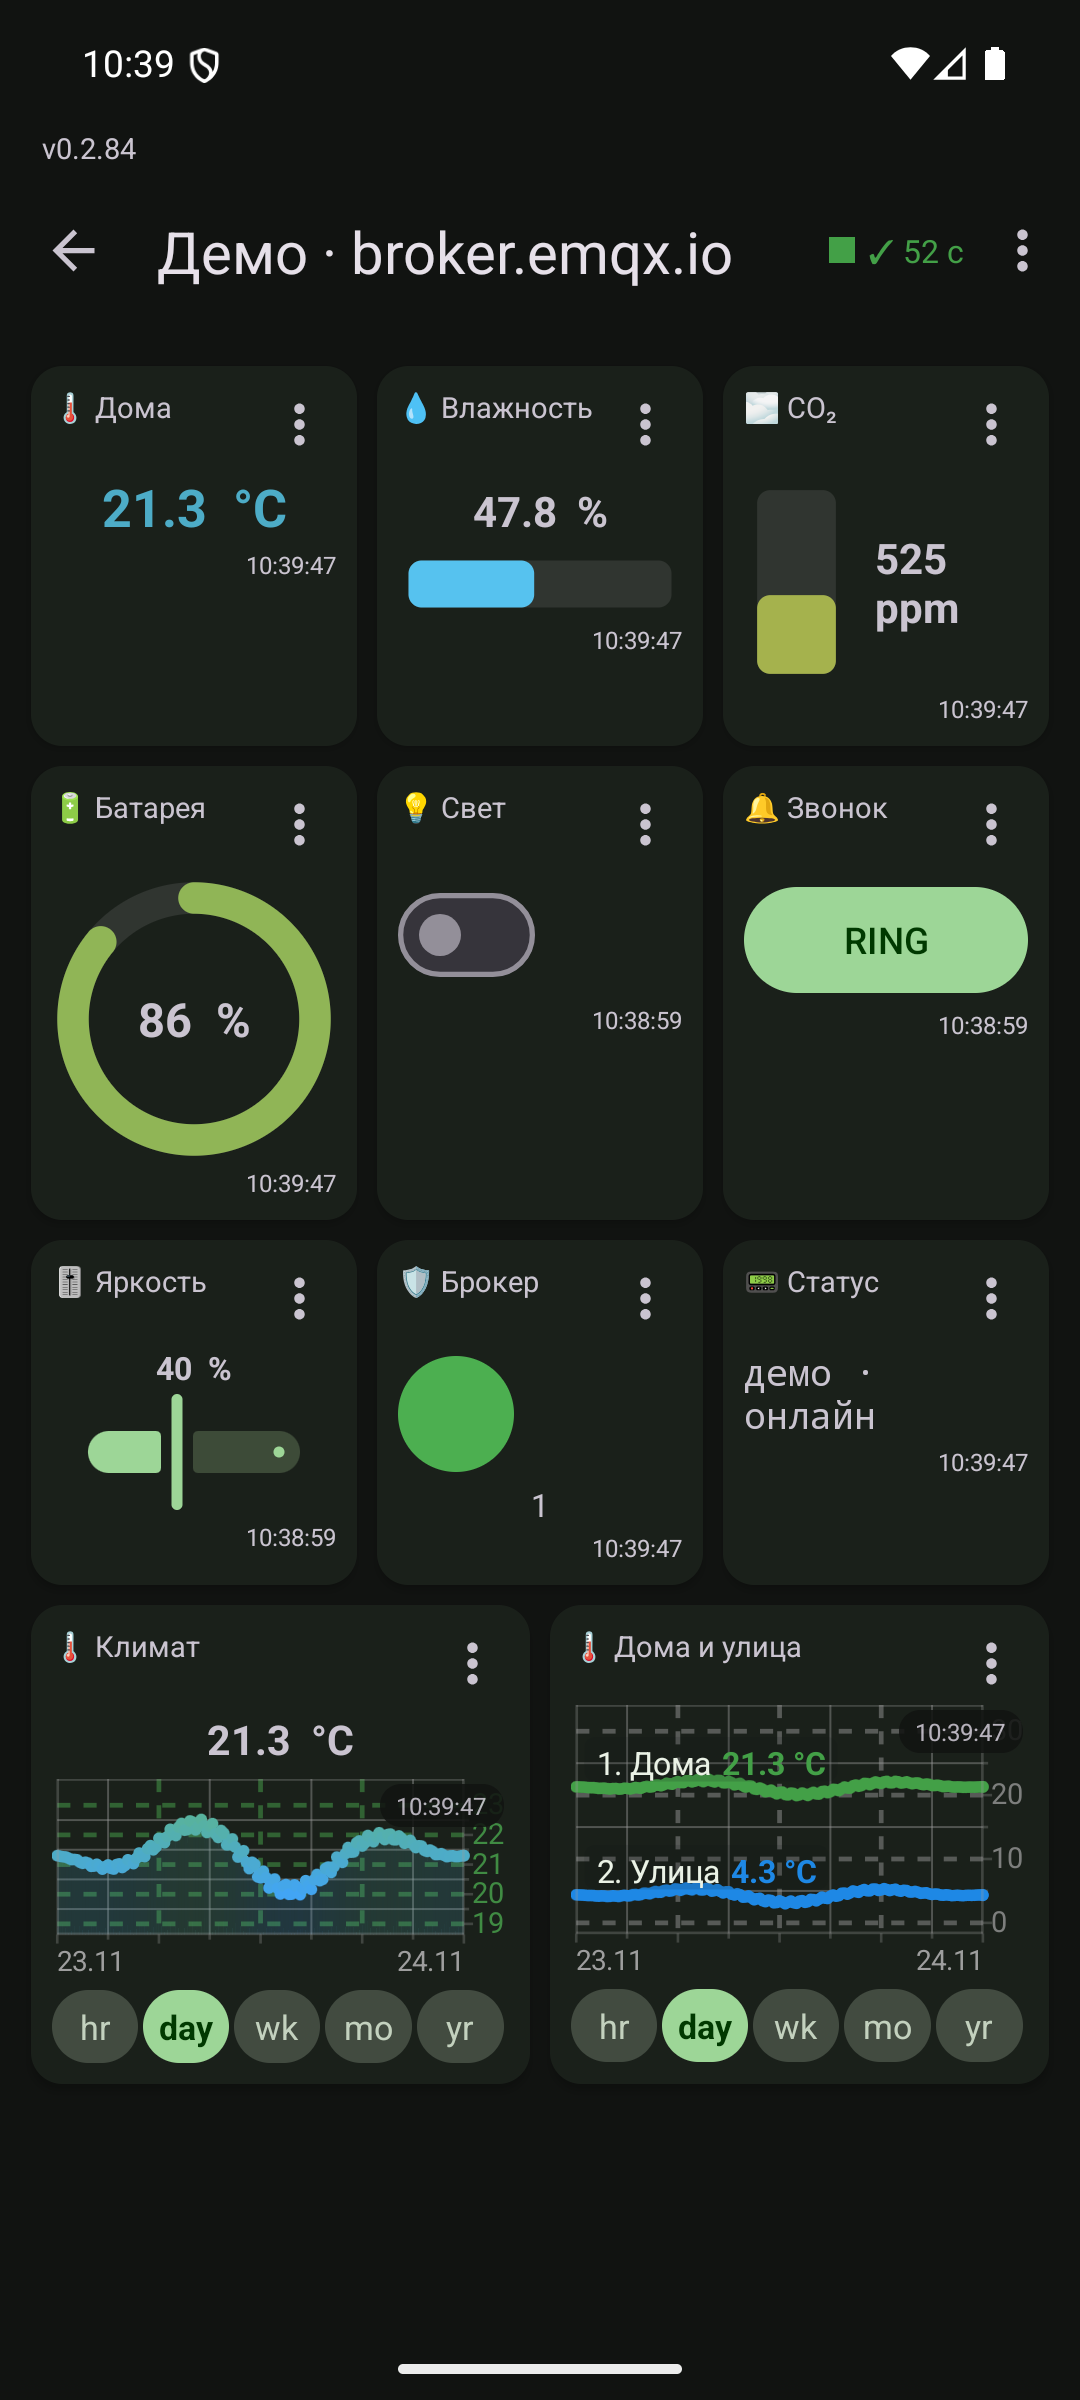 10:39
v0.2.84
Демо · broker.emqx.io ✓ 52 с
Дома
21.3 °C
10:39:47
Влажность
47.8 %
10:39:47
CO₂
525
ppm
10:39:47
Батарея
86 %
10:39:47
Свет
10:38:59
Звонок
RING
10:38:59
Яркость
40 %
10:38:59
Брокер
1
10:39:47
Статус
демо ·
онлайн
10:39:47
Климат
21.3 °C
10:39:47
22
21
20
19
23.11 24.11
hr day wk mo yr
Дома и улица
10:39:47
1. Дома 21.3 °C
20
10
2. Улица 4.3 °C
0
23.11 24.11
hr day wk mo yr